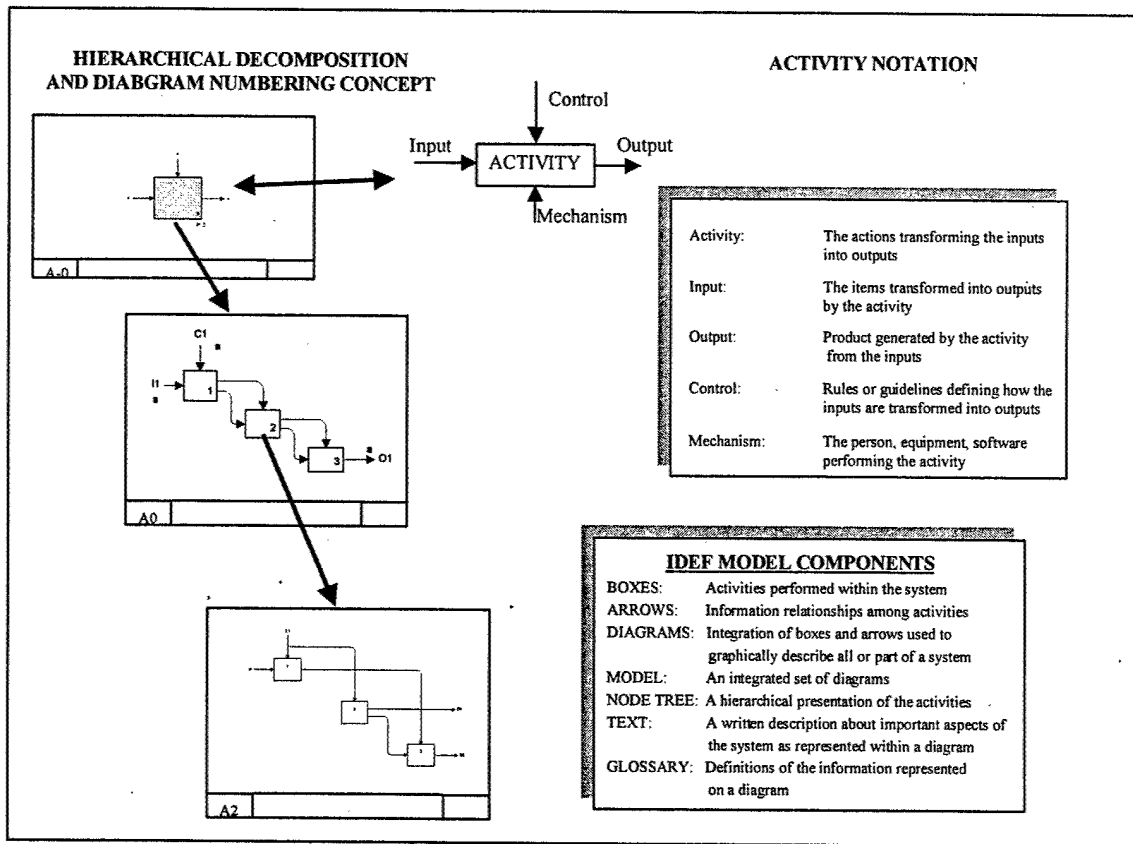 HIERARCHICAL DECOMPOSITION
AND DIABGRAM NUMBERING CONCEPT
ACTIVITY NOTATION
Control
Input
ACTIVITY
Output
Mechanism
A-0
C1
I1
1
2
3
O1
A0
A2
Activity: The actions transforming the inputs
into outputs
Input: The items transformed into outputs
by the activity
Output: Product generated by the activity
from the inputs
Control: Rules or guidelines defining how the
inputs are transformed into outputs
Mechanism: The person, equipment, software
performing the activity
IDEF MODEL COMPONENTS
BOXES: Activities performed within the system
ARROWS: Information relationships among activities
DIAGRAMS: Integration of boxes and arrows used to
graphically describe all or part of a system
MODEL: An integrated set of diagrams
NODE TREE: A hierarchical presentation of the activities
TEXT: A written description about important aspects of
the system as represented within a diagram
GLOSSARY: Definitions of the information represented
on a diagram